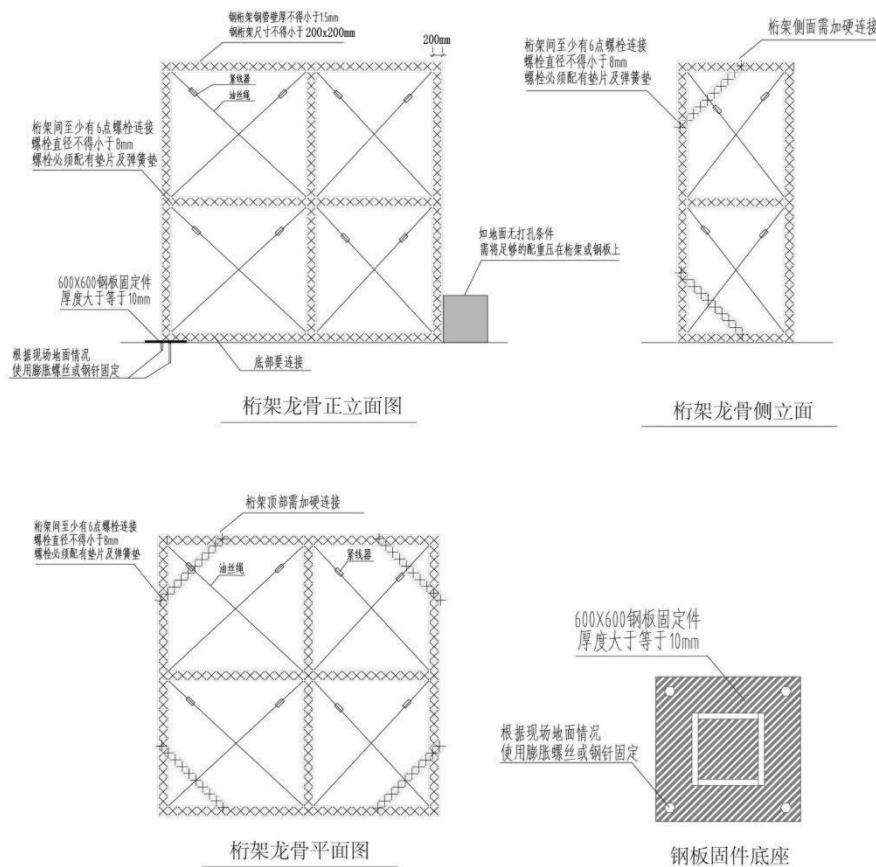 钢桁架钢管壁厚不得小于1.5mm
钢桁架尺寸不得小于200x200mm
200mm
紧线器
油丝绳
桁架间至少有6点螺栓连接
螺栓直径不得小于8mm
螺栓必须配有垫片及弹簧垫
如地面无打孔条件
需将足够的配重压在桁架或钢板上
600X600钢板固定件
厚度大于等于10mm
根据现场地面情况
使用膨胀螺丝或钢钎固定
底部要连接
桁架龙骨正立面图
桁架侧面需加硬连接
桁架间至少有6点螺栓连接
螺栓直径不得小于8mm
螺栓必须配有垫片及弹簧垫
桁架龙骨侧立面
桁架顶部需加硬连接
桁架间至少有6点螺栓连接
螺栓直径不得小于8mm
螺栓必须配有垫片及弹簧垫
油丝绳
紧线器
桁架龙骨平面图
600X600钢板固定件
厚度大于等于10mm
根据现场地面情况
使用膨胀螺丝或钢钎固定
钢板固件底座